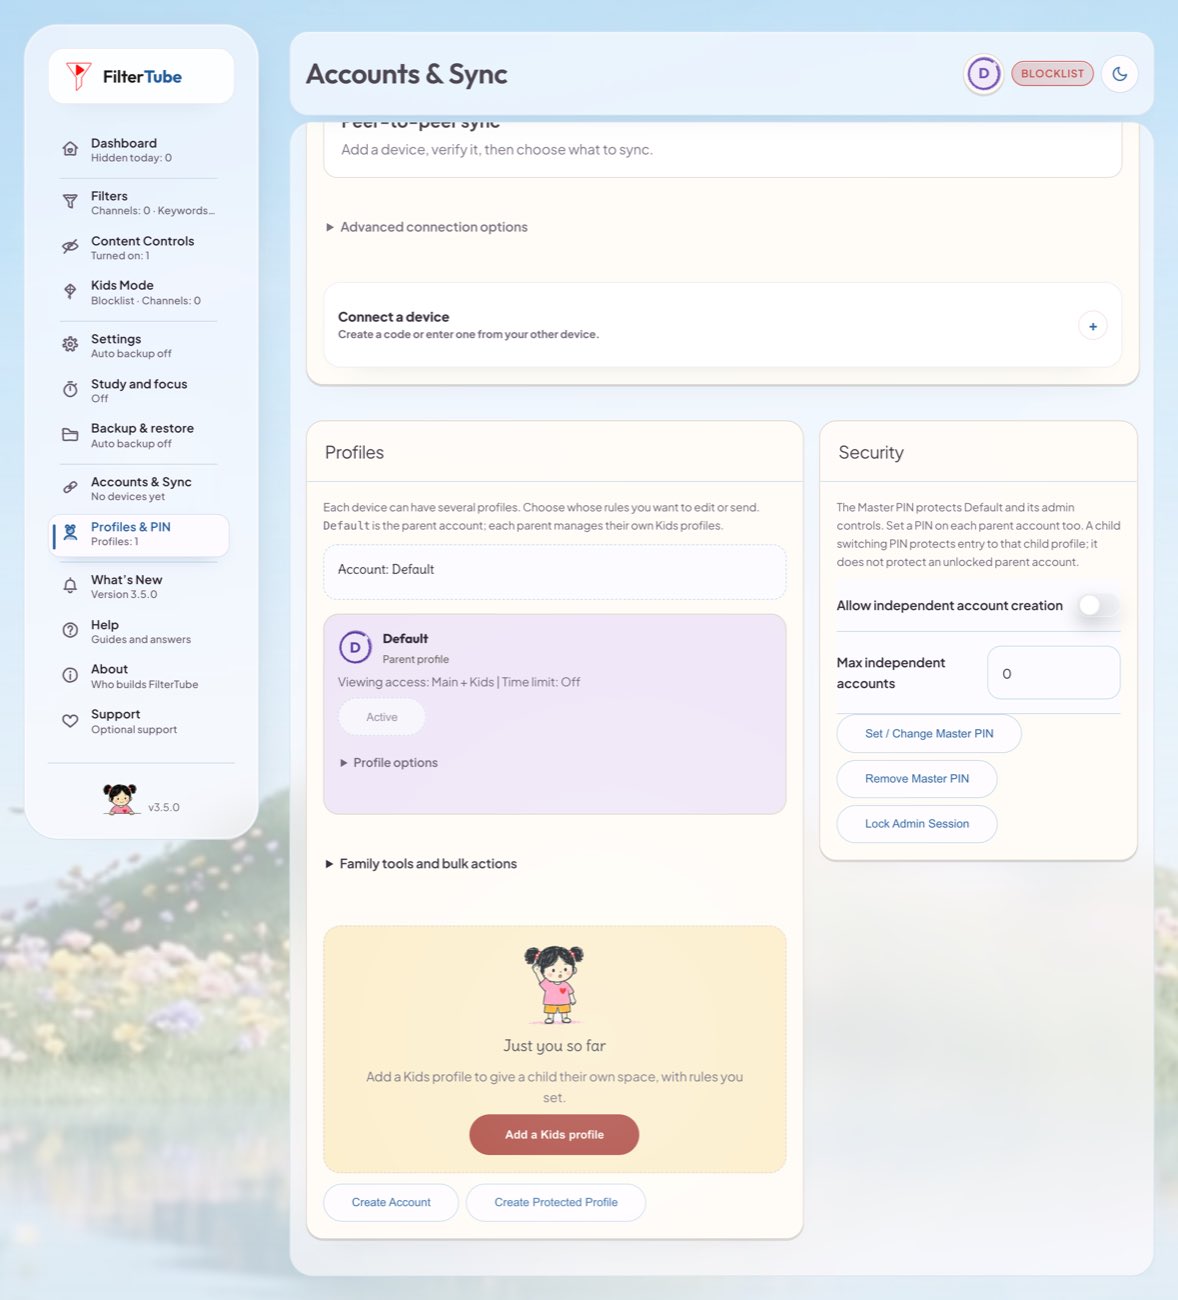 FilterTube
Dashboard
Hidden today: 0
Filters
Channels: 0 · Keywords...
Content Controls
Turned on: 1
Kids Mode
Blocklist · Channels: 0
Settings
Auto backup off
Study and focus
Off
Backup & restore
Auto backup off
Accounts & Sync
No devices yet
Profiles & PIN
Profiles: 1
What's New
Version 3.5.0
Help
Guides and answers
About
Who builds FilterTube
Support
Optional support
v3.5.0
Accounts & Sync
D
BLOCKLIST
Peer-to-peer sync
Add a device, verify it, then choose what to sync.
Advanced connection options
Connect a device
Create a code or enter one from your other device.
+
Profiles
Each device can have several profiles. Choose whose rules you want to edit or send.
Default is the parent account; each parent manages their own Kids profiles.
Account: Default
D
Default
Parent profile
Viewing access: Main + Kids | Time limit: Off
Active
Profile options
Family tools and bulk actions
Just you so far
Add a Kids profile to give a child their own space, with rules you
set.
Add a Kids profile
Create Account
Create Protected Profile
Security
The Master PIN protects Default and its admin
controls. Set a PIN on each parent account too. A child
switching PIN protects entry to that child profile; it
does not protect an unlocked parent account.
Allow independent account creation
Max independent
accounts
0
Set / Change Master PIN
Remove Master PIN
Lock Admin Session